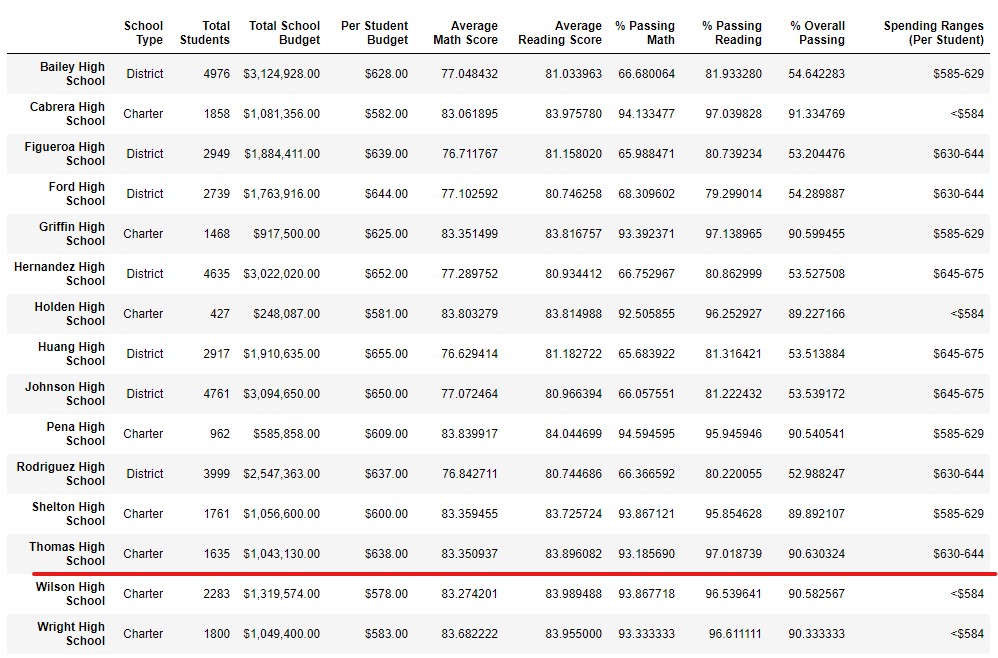 School Type Total Students Total School Budget Per Student Budget Average Math Score Average Reading Score % Passing Math % Passing Reading % Overall Passing Spending Ranges (Per Student)
Bailey High School District 4976 $3,124,928.00 $628.00 77.048432 81.033963 66.680064 81.933280 54.642283 $585-629
Cabrera High School Charter 1858 $1,081,356.00 $582.00 83.061895 83.975780 94.133477 97.039828 91.334769 <$584
Figueroa High School District 2949 $1,884,411.00 $639.00 76.711767 81.158020 65.988471 80.739234 53.204476 $630-644
Ford High School District 2739 $1,763,916.00 $644.00 77.102592 80.746258 68.309602 79.299014 54.289887 $630-644
Griffin High School Charter 1468 $917,500.00 $625.00 83.351499 83.816757 93.392371 97.138965 90.599455 $585-629
Hernandez High School District 4635 $3,022,020.00 $652.00 77.289752 80.934412 66.752967 80.862999 53.527508 $645-675
Holden High School Charter 427 $248,087.00 $581.00 83.803279 83.814988 92.505855 96.252927 89.227166 <$584
Huang High School District 2917 $1,910,635.00 $655.00 76.629414 81.182722 65.683922 81.316421 53.513884 $645-675
Johnson High School District 4761 $3,094,650.00 $650.00 77.072464 80.966394 66.057551 81.222432 53.539172 $645-675
Pena High School Charter 962 $585,858.00 $609.00 83.839917 84.044699 94.594595 95.945946 90.540541 $585-629
Rodriguez High School District 3999 $2,547,363.00 $637.00 76.842711 80.744686 66.366592 80.220055 52.988247 $630-644
Shelton High School Charter 1761 $1,056,600.00 $600.00 83.359455 83.725724 93.867121 95.854628 89.892107 $585-629
Thomas High School Charter 1635 $1,043,130.00 $638.00 83.350937 83.896082 93.185690 97.018739 90.630324 $630-644
Wilson High School Charter 2283 $1,319,574.00 $578.00 83.274201 83.989488 93.867718 96.539641 90.582567 <$584
Wright High School Charter 1800 $1,049,400.00 $583.00 83.682222 83.955000 93.333333 96.611111 90.333333 <$584